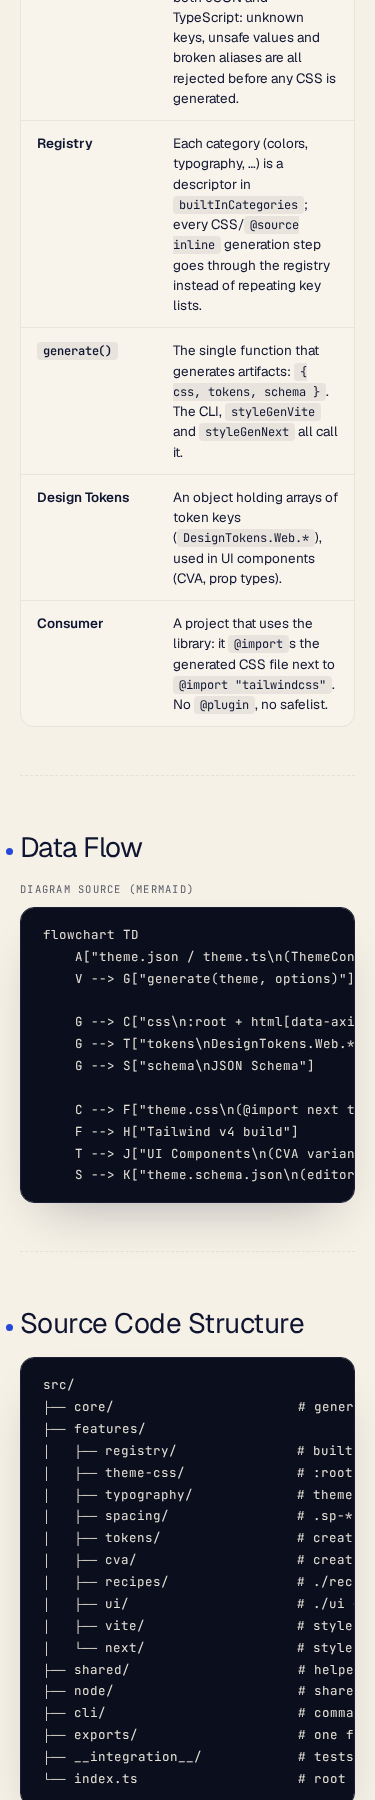 both JSON and
TypeScript: unknown
keys, unsafe values and
broken aliases are all
rejected before any CSS is
generated.
Registry
Each category (colors,
typography, …) is a
descriptor in
builtInCategories ;
every CSS/ @source
inline generation step
goes through the registry
instead of repeating key
lists.
generate()
The single function that
generates artifacts: {
css, tokens, schema } .
The CLI, styleGenVite
and styleGenNext all call
it.
Design Tokens
An object holding arrays of
token keys
( DesignTokens.Web.* ),
used in UI components
(CVA, prop types).
Consumer
A project that uses the
library: it @import s the
generated CSS file next to
@import "tailwindcss" .
No @plugin , no safelist.
Data Flow
DIAGRAM SOURCE (MERMAID)
flowchart TD
    A["theme.json / theme.ts\n(ThemeCon
    V --> G["generate(theme, options)"]
    G --> C["css\n:root + html[data-axi
    G --> T["tokens\nDesignTokens.Web.*
    G --> S["schema\nJSON Schema"]
    C --> F["theme.css\n(@import next t
    F --> H["Tailwind v4 build"]
    T --> J["UI Components\n(CVA varian
    S --> K["theme.schema.json\n(editor
Source Code Structure
src/
├── core/ # gener
├── features/
│   ├── registry/ # built
│   ├── theme-css/ # :root
│   ├── typography/ # theme
│   ├── spacing/ # .sp-*
│   ├── tokens/ # creat
│   ├── cva/ # creat
│   ├── recipes/ # ./rec
│   ├── ui/ # ./ui
│   ├── vite/ # style
│   └── next/ # style
├── shared/ # helpe
├── node/ # share
├── cli/ # comma
├── exports/ # one f
├── __integration__/ # tests
└── index.ts # root